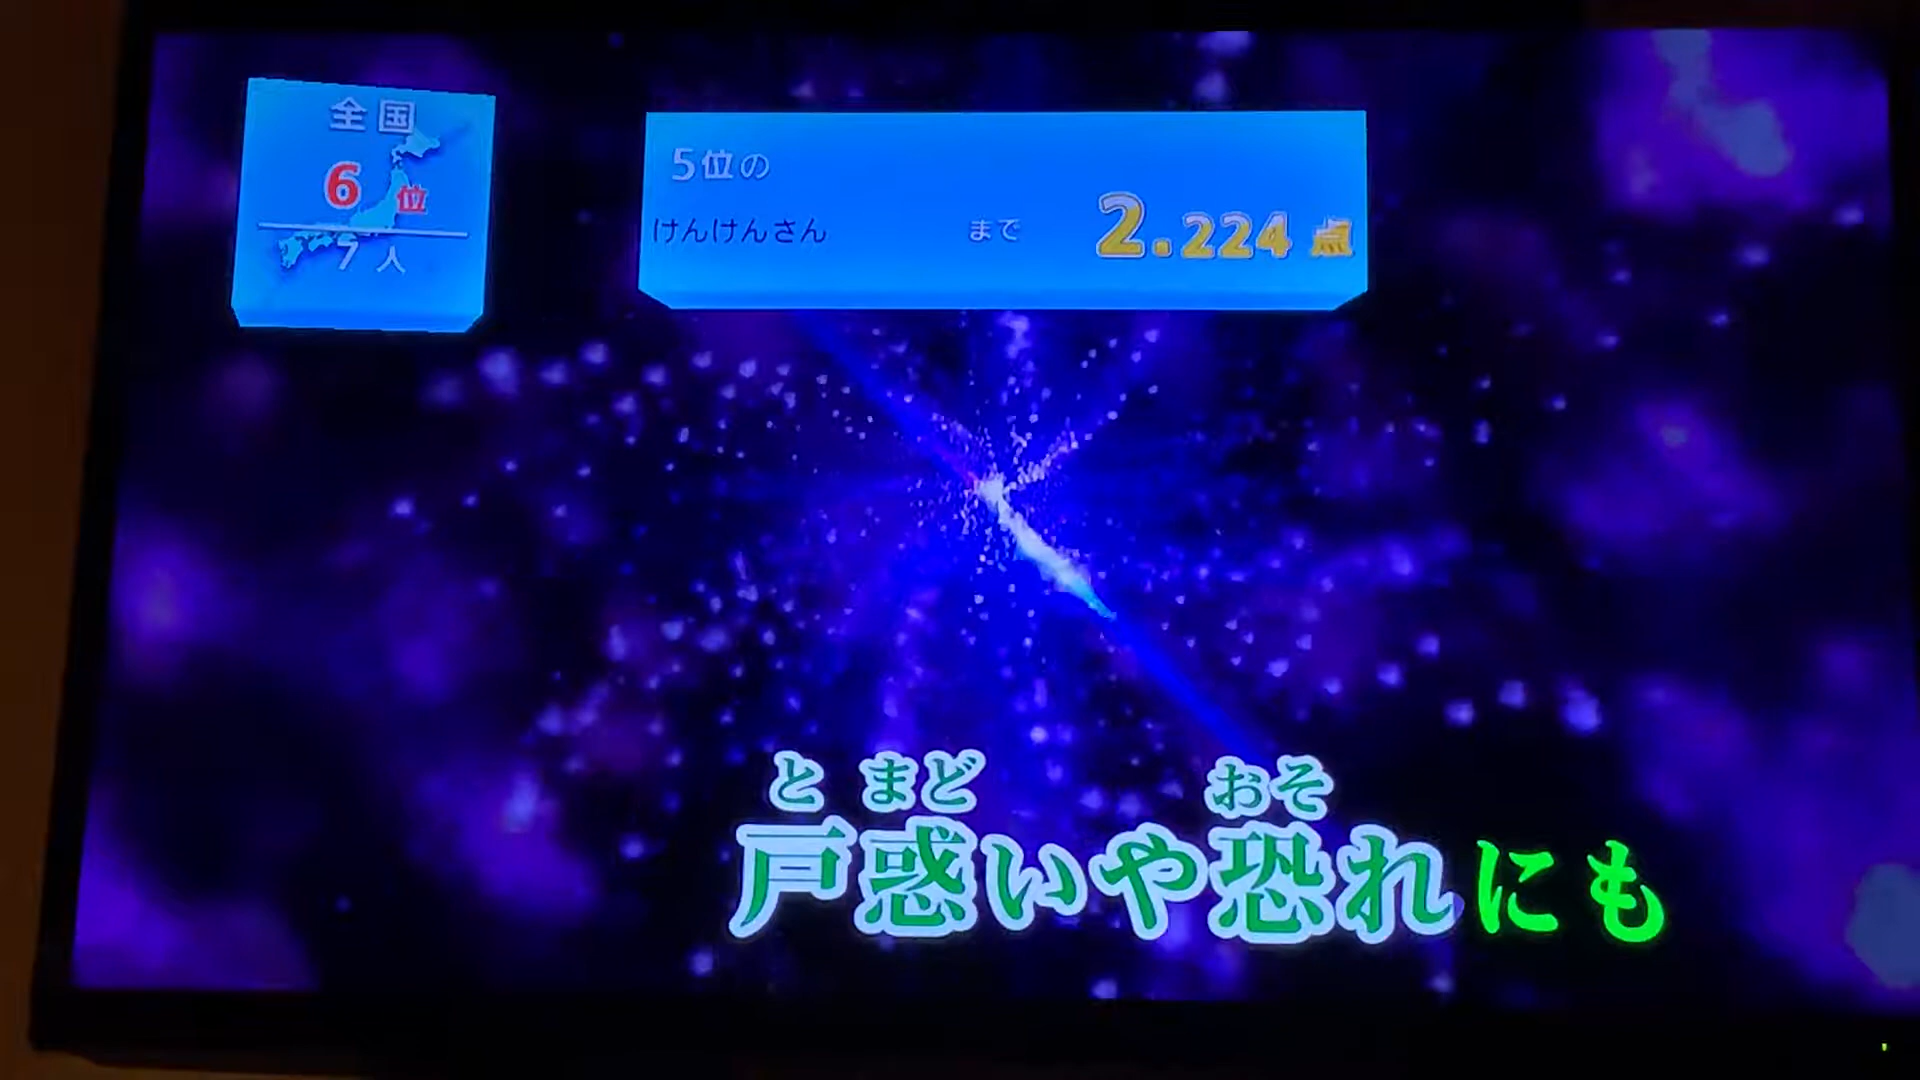 全国
6位
7人
5位の
けんけんさん まで 2.224点
と まど おそ
戸惑いや恐れにも